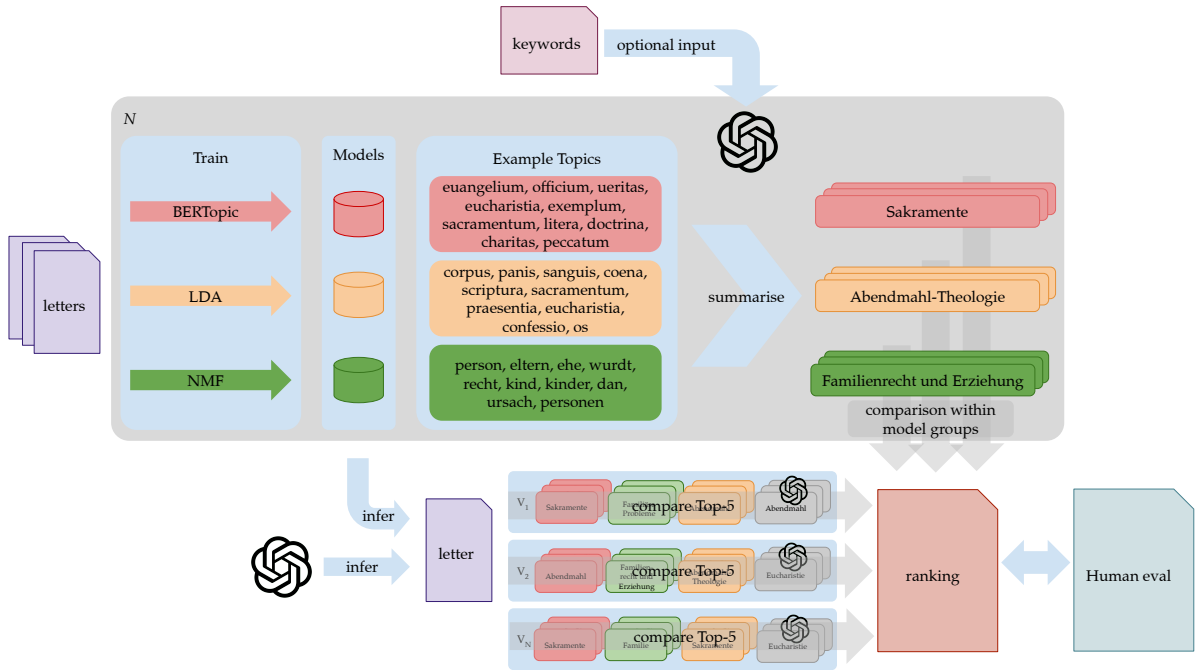 keywords
optional input
N
Train
Models
Example Topics
BERTopic
euangelium, officium, ueritas,
eucharistia, exemplum,
sacramentum, litera, doctrina,
charitas, peccatum
Sakramente
letters
LDA
corpus, panis, sanguis, coena,
scriptura, sacramentum,
praesentia, eucharistia,
confessio, os
summarise
Abendmahl-Theologie
NMF
person, eltern, ehe, wurdt,
recht, kind, kinder, dan,
ursach, personen
Familienrecht und Erziehung
comparison within
model groups
infer
infer
letter
V1
Sakramente
Probleme
Abendmahl
compare Top-5
V2
Abendmahl
Familien-
recht und
Erziehung
Theologie
Eucharistie
compare Top-5
VN
Sakramente
Familie
Sakramente
Eucharistie
compare Top-5
ranking
Human eval